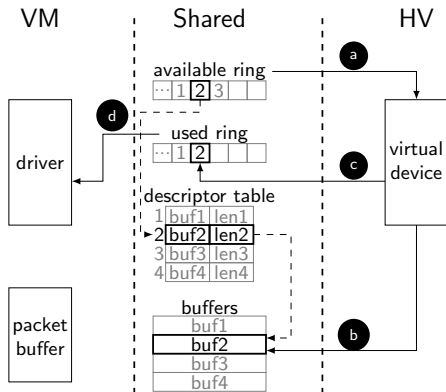 VM Shared HV
a
available ring
... 1 2 3
d
used ring
... 1 2
driver
virtual
device
c
descriptor table
1 buf1 len1
2 buf2 len2
3 buf3 len3
4 buf4 len4
packet
buffer
buffers
buf1
buf2
b
buf3
buf4